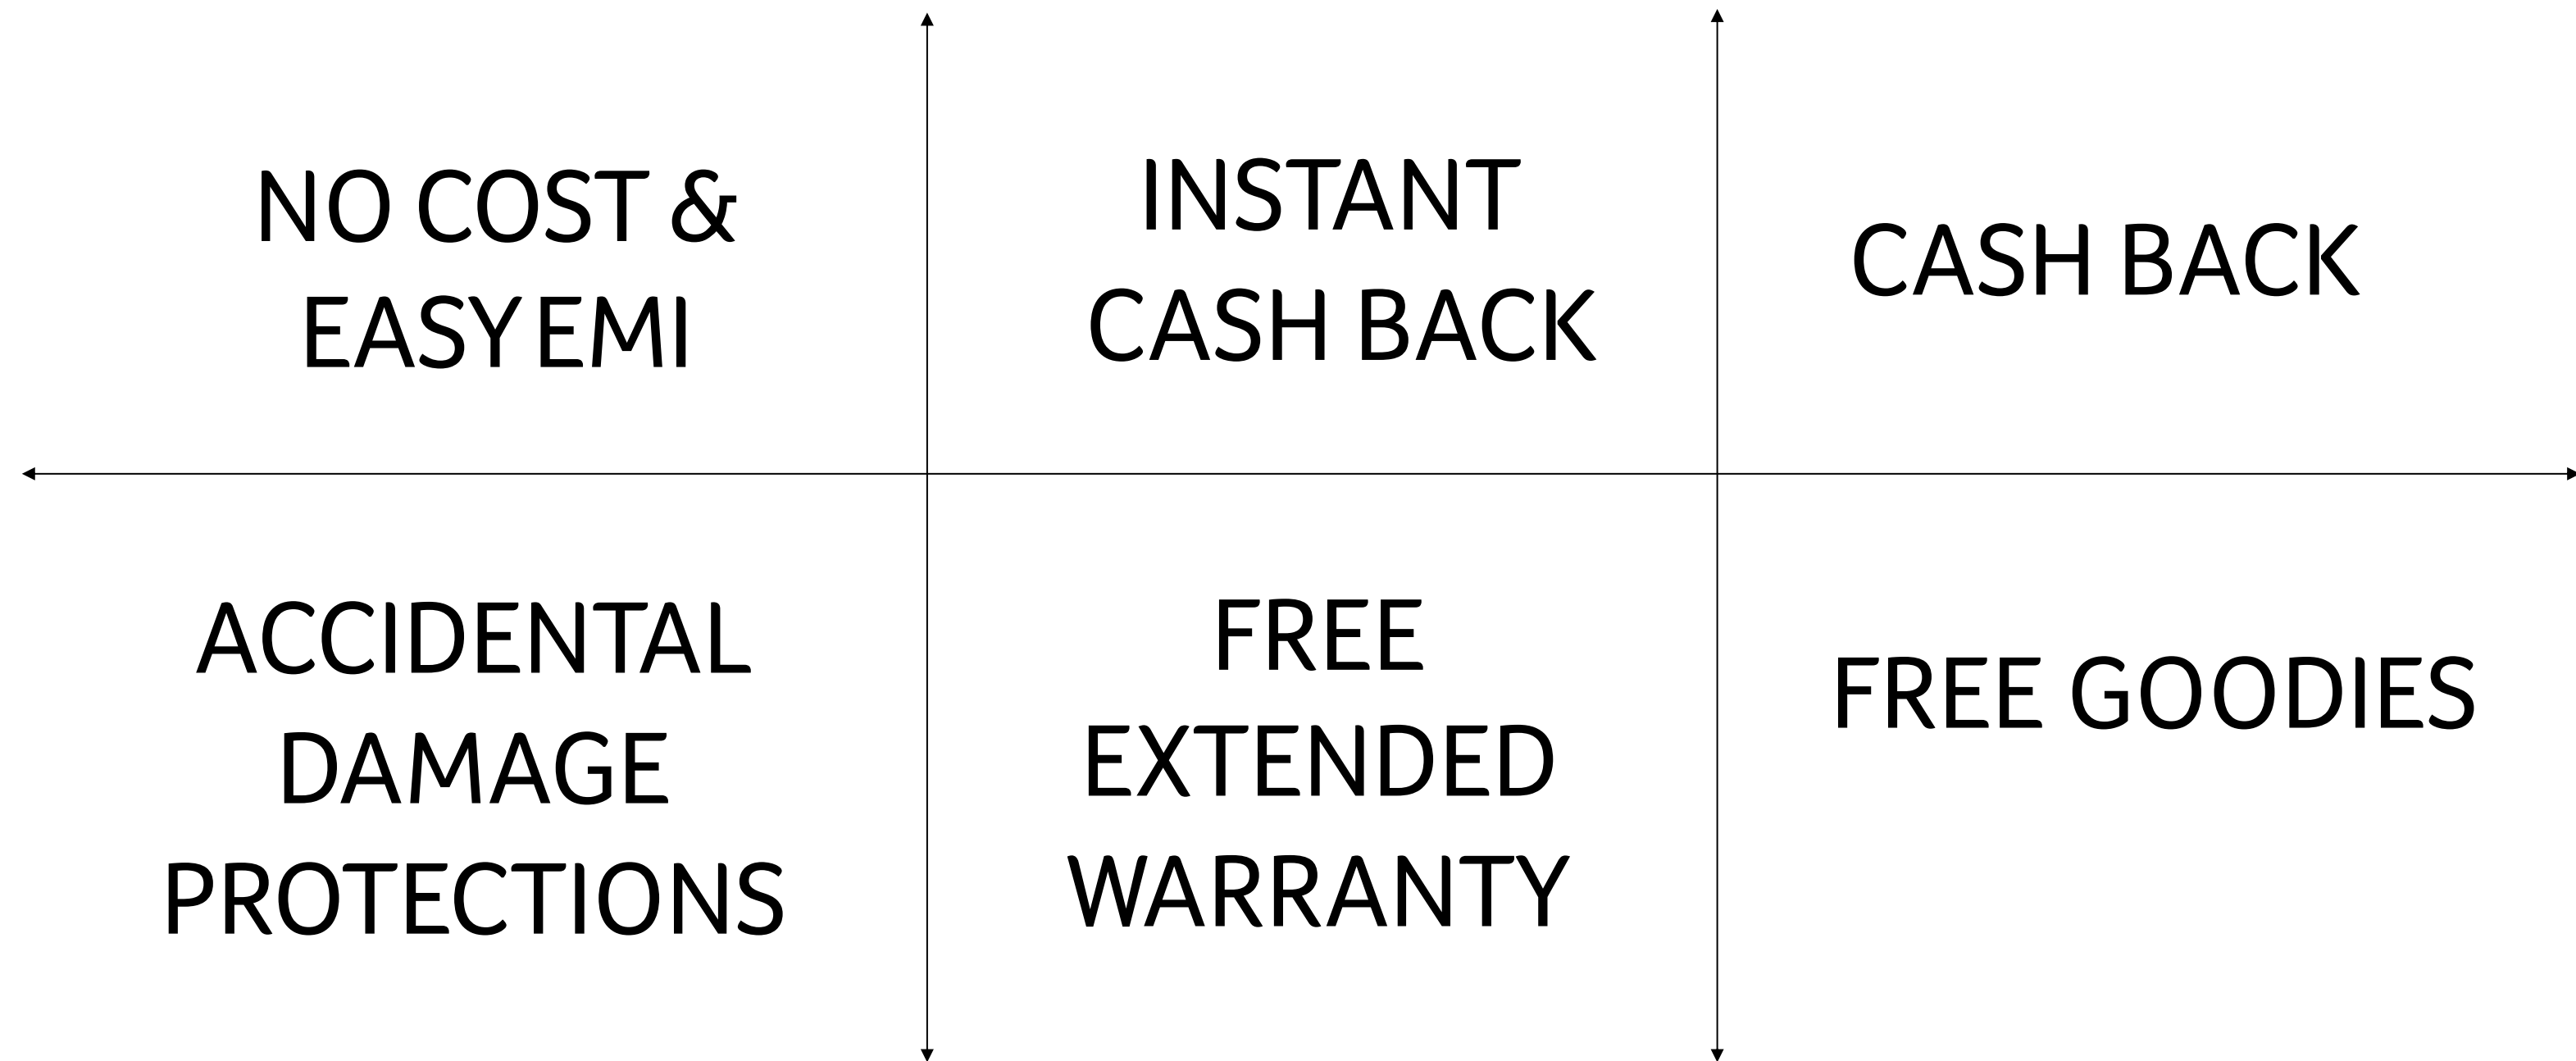 NO COST &
EASY EMI
INSTANT
CASH BACK
CASH BACK
ACCIDENTAL
DAMAGE
PROTECTIONS
FREE
EXTENDED
WARRANTY
FREE GOODIES